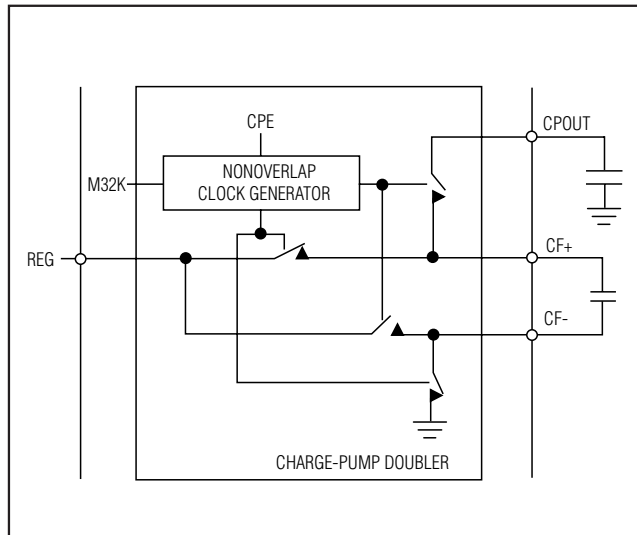 CPE
CPOUT
NONOVERLAP
CLOCK GENERATOR
M32K
REG
CF+
CF-
CHARGE-PUMP DOUBLER